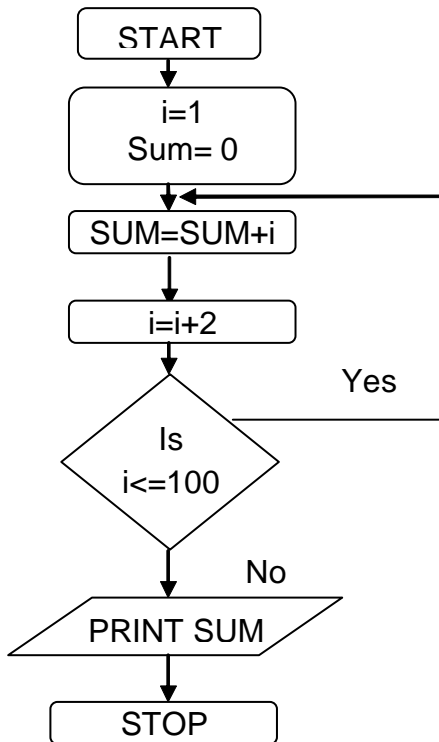 START
i=1
Sum= 0
SUM=SUM+i
i=i+2
Yes
Is
i<=100
No
PRINT SUM
STOP